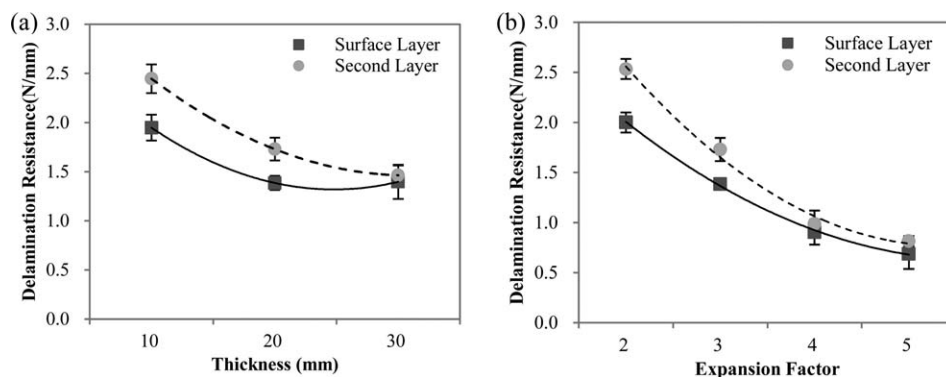 (a)
3.0
2.5
2.0
1.5
1.0
0.5
0.0
Delamination Resistance(N/mm)
Surface Layer
Second Layer
10 20 30
Thickness (mm)
(b)
3.0
2.5
2.0
1.5
1.0
0.5
0.0
Delamination Resistance(N/mm)
Surface Layer
Second Layer
2 3 4 5
Expansion Factor